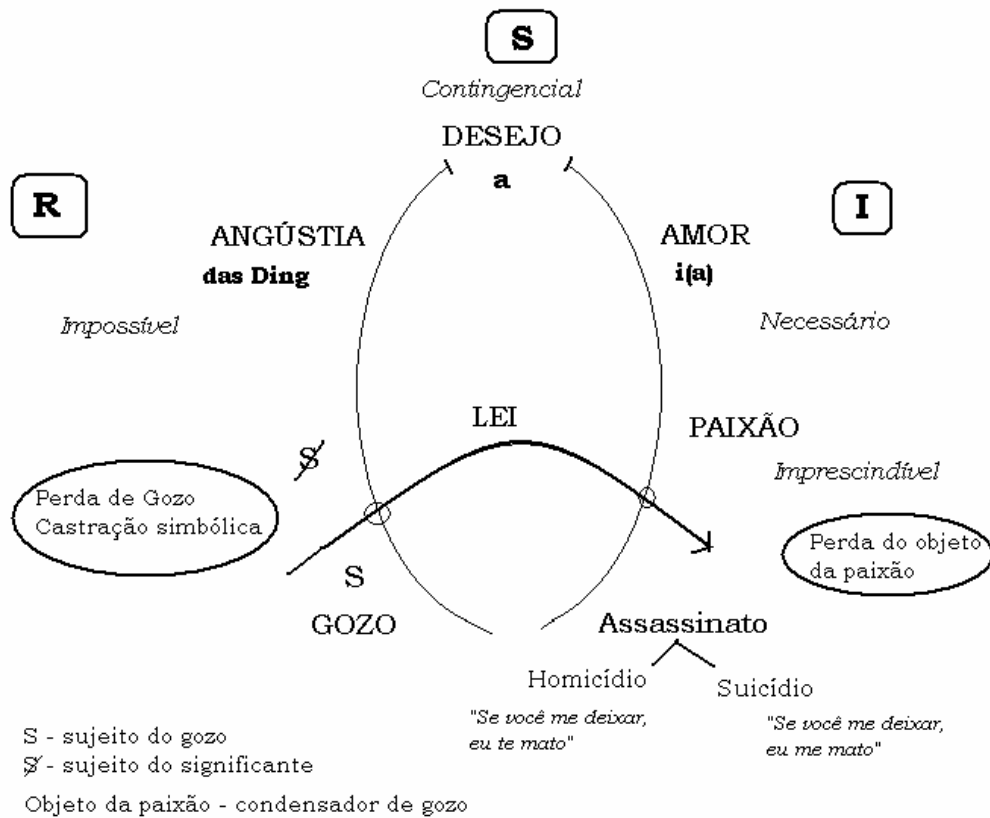 S
Contingencial
DESEJO
a
R
I
ANGÚSTIA
das Ding
AMOR
i(a)
Impossível
Necessário
LEI
PAIXÃO
Imprescindível
$
Perda de Gozo
Castração simbólica
Perda do objeto
da paixão
S
GOZO
Assassinato
Homicídio
Suicídio
"Se você me deixar,
eu te mato"
"Se você me deixar,
eu me mato"
S - sujeito do gozo
$ - sujeito do significante
Objeto da paixão - condensador de gozo